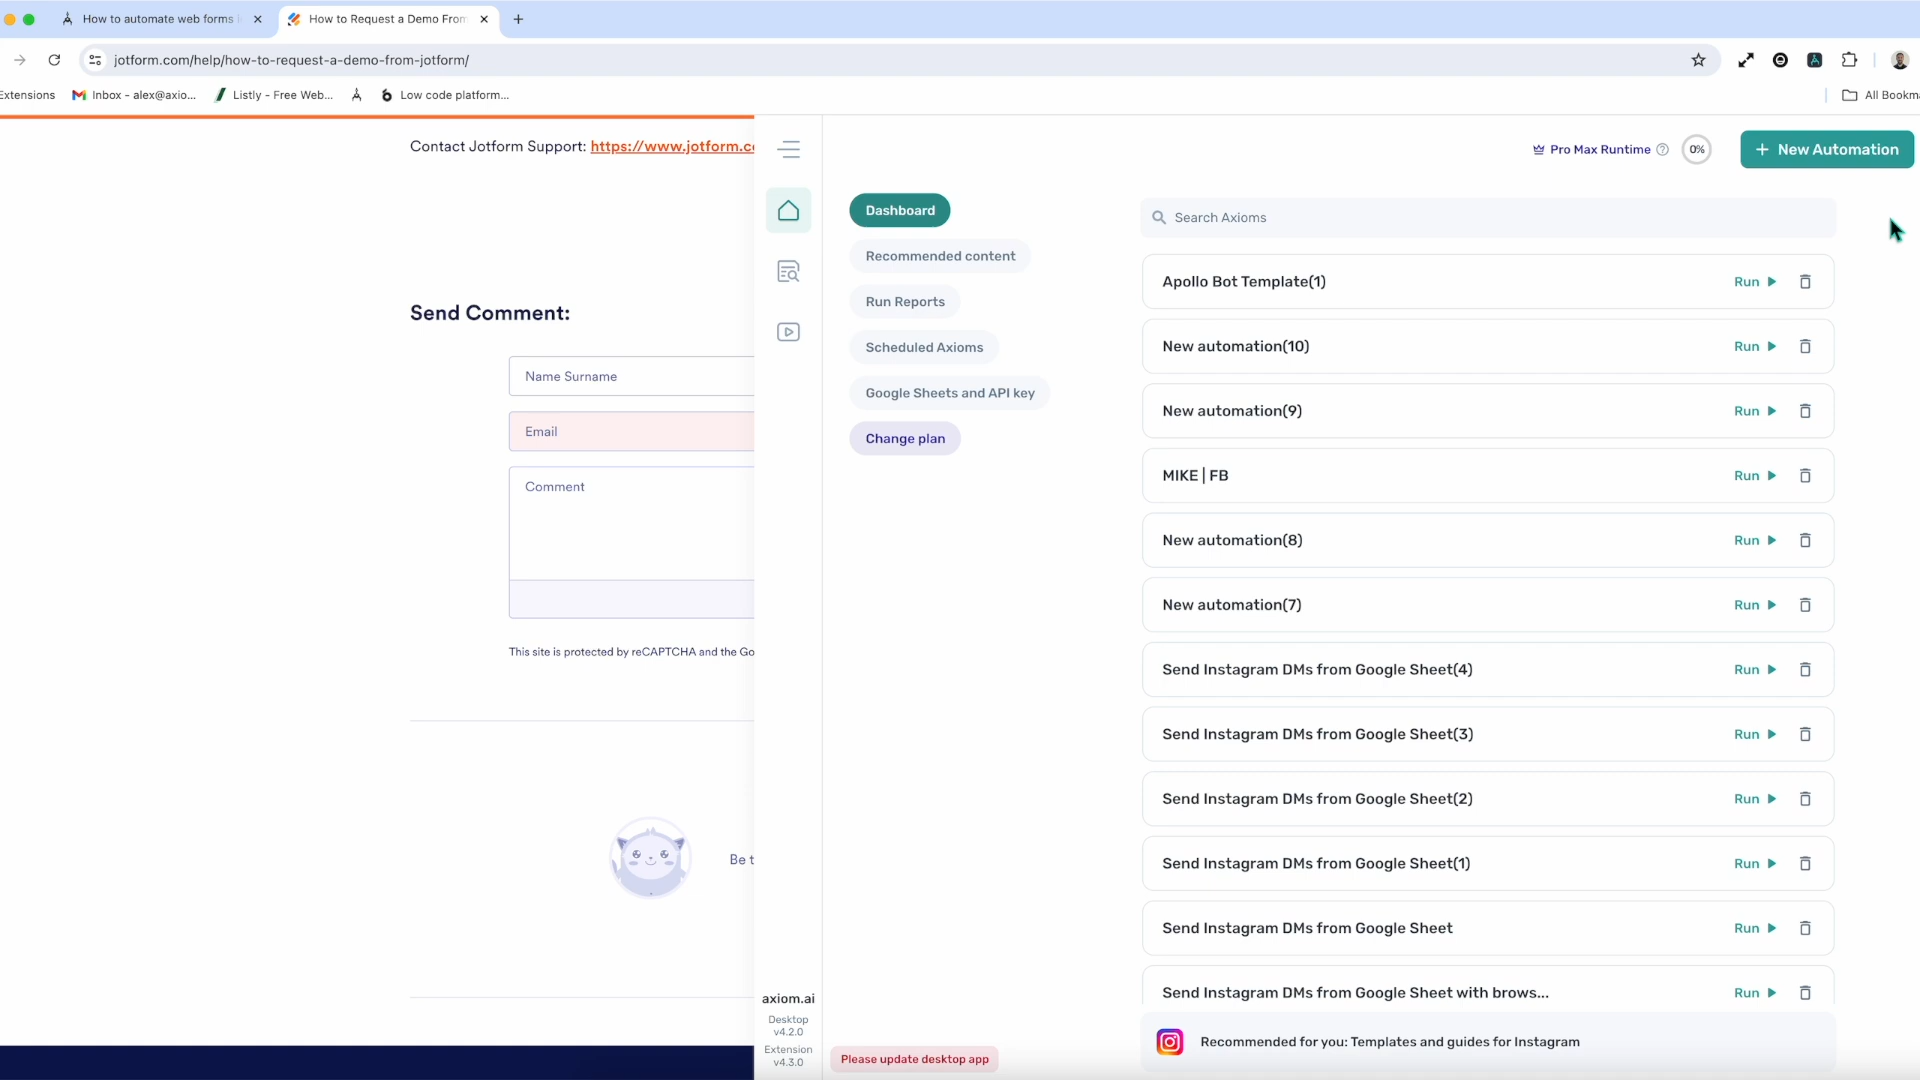 How to automate web forms
How to Request a Demo From
jotform.com/help/how-to-request-a-demo-from-jotform/
Extensions
Inbox - alex@axio...
Listly - Free Web...
Low code platform...
All Bookma
Contact Jotform Support: https://www.jotform.c
Send Comment:
Name Surname
Email
Comment
This site is protected by reCAPTCHA and the Go
Be t
axiom.ai
Desktop
v4.2.0
Extension
v4.3.0
Pro Max Runtime
0%
+ New Automation
Dashboard
Recommended content
Run Reports
Scheduled Axioms
Google Sheets and API key
Change plan
Please update desktop app
Search Axioms
Apollo Bot Template(1) Run
New automation(10) Run
New automation(9) Run
MIKE | FB Run
New automation(8) Run
New automation(7) Run
Send Instagram DMs from Google Sheet(4) Run
Send Instagram DMs from Google Sheet(3) Run
Send Instagram DMs from Google Sheet(2) Run
Send Instagram DMs from Google Sheet(1) Run
Send Instagram DMs from Google Sheet Run
Send Instagram DMs from Google Sheet with brows... Run
Recommended for you: Templates and guides for Instagram